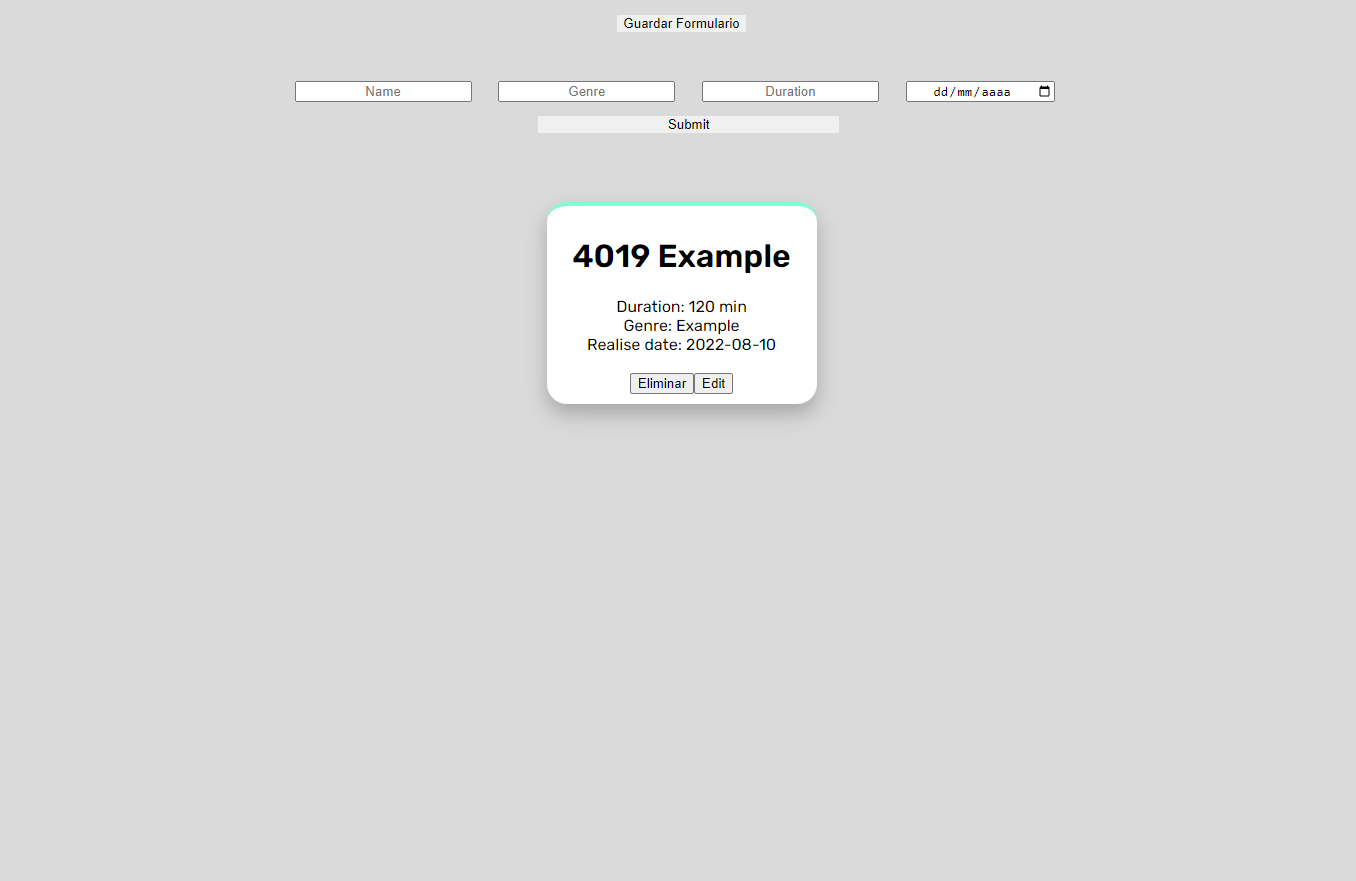 Guardar Formulario
Name Genre Duration dd/mm/aaaa
Submit
4019 Example
Duration: 120 min
Genre: Example
Realise date: 2022-08-10
Eliminar Edit